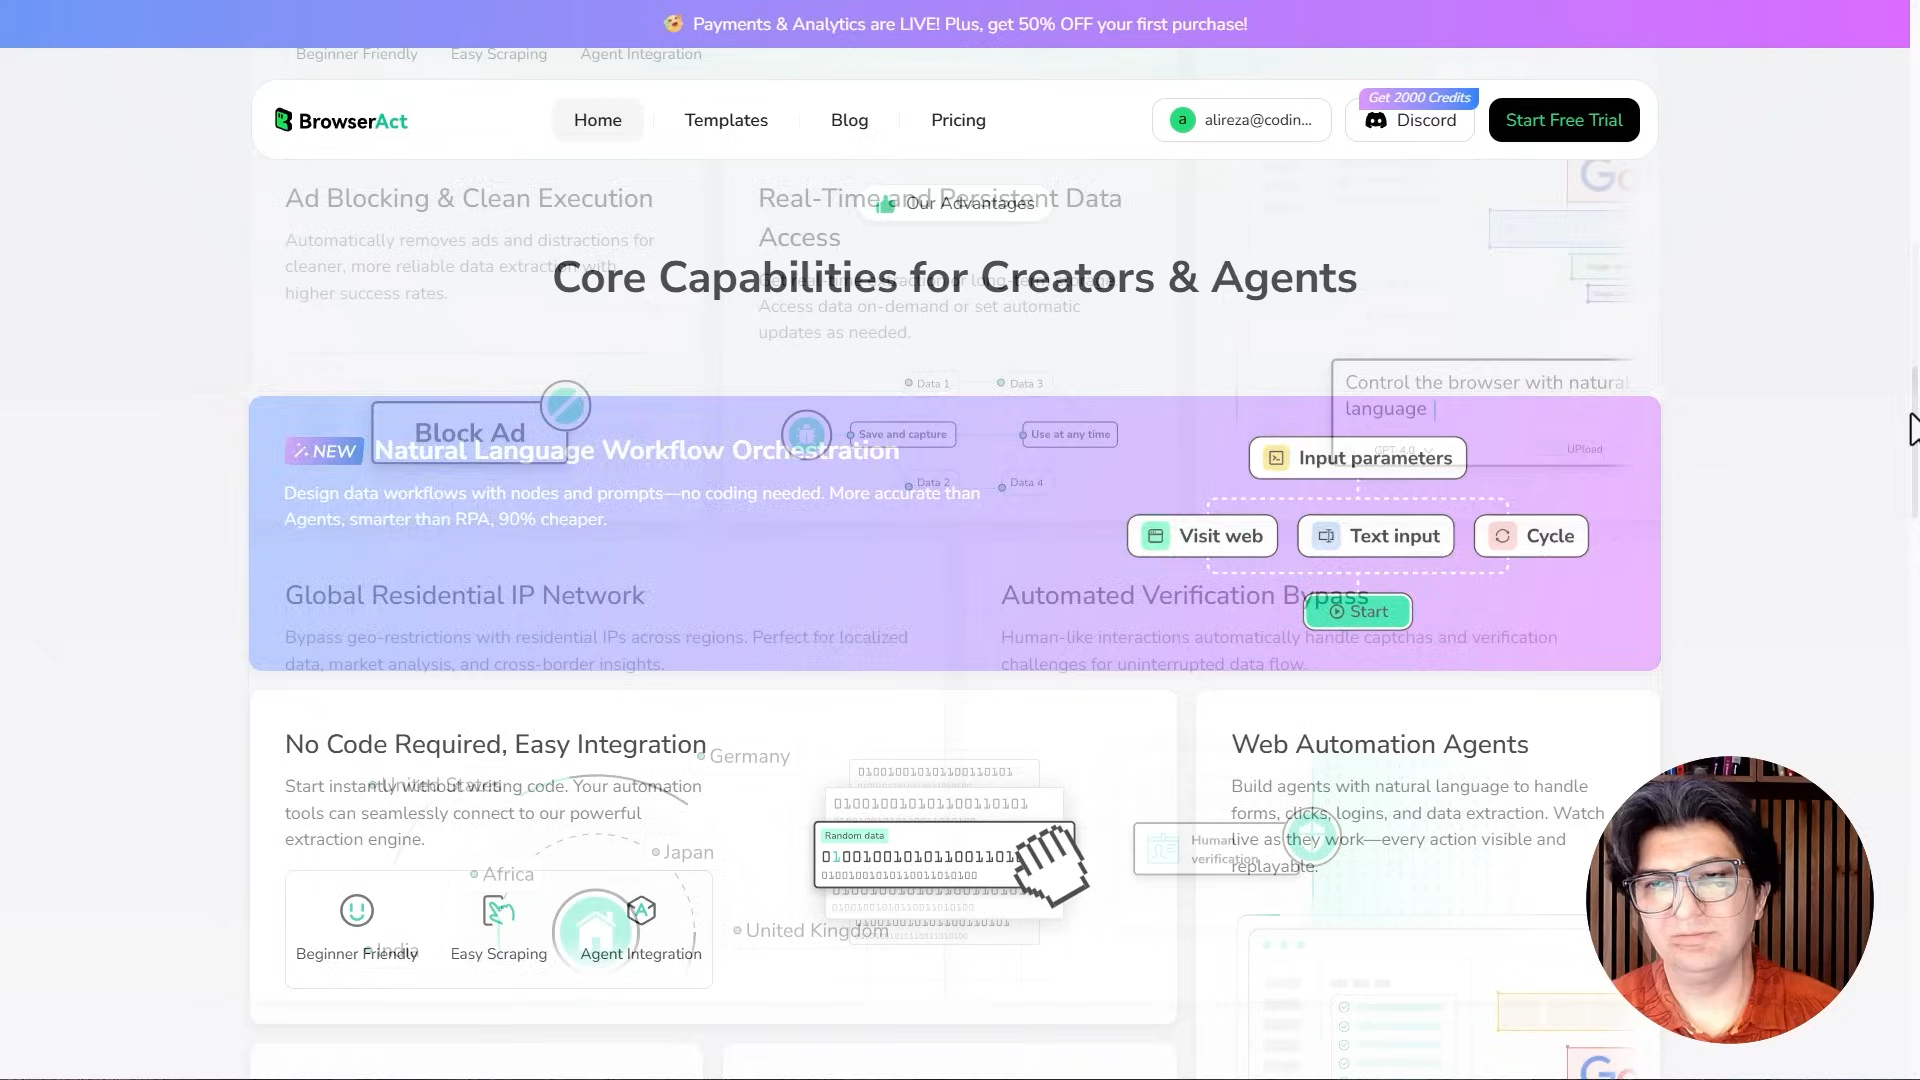 Payments & Analytics are LIVE! Plus, get 50% OFF your first purchase!
Beginner Friendly
Easy Scraping
Agent Integration
BrowserAct
Home
Templates
Blog
Pricing
a
alireza@codin...
Get 2000 Credits
Discord
Start Free Trial
Ad Blocking & Clean Execution
Automatically removes ads and distractions for
cleaner, more reliable data extraction with
higher success rates.
Real-Time and Persistent Data
Access
Access data on-demand or set automatic
updates as needed.
Our Advantages
Core Capabilities for Creators & Agents
Block Ad
Data 1
Data 3
Save and capture
Use at any time
Data 2
Data 4
Control the browser with natural
language
GPT-4.0
UPload
NEW
Natural Language Workflow Orchestration
Design data workflows with nodes and prompts—no coding needed. More accurate than
Agents, smarter than RPA, 90% cheaper.
Input parameters
Visit web
Text input
Cycle
Start
Global Residential IP Network
Bypass geo-restrictions with residential IPs across regions. Perfect for localized
data, market analysis, and cross-border insights.
Automated Verification Bypass
Human-like interactions automatically handle captchas and verification
challenges for uninterrupted data flow.
No Code Required, Easy Integration
Start instantly without writing code. Your automation
tools can seamlessly connect to our powerful
extraction engine.
United States
Germany
Japan
Africa
India
United Kingdom
Beginner Friendly
Easy Scraping
Agent Integration
Random data
Human
verification
Web Automation Agents
Build agents with natural language to handle
forms, clicks, logins, and data extraction. Watch
live as they work—every action visible and
replayable.